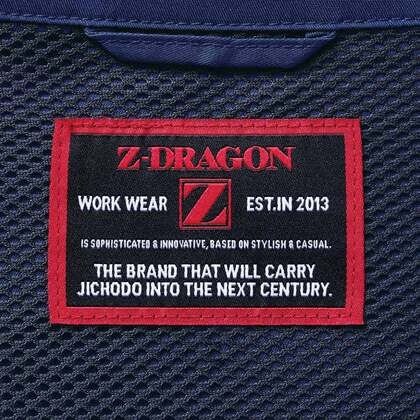 Z-DRAGON
WORK WEAR Z EST.IN 2013
IS SOPHISTICATED & INNOVATIVE, BASED ON STYLISH & CASUAL.
THE BRAND THAT WILL CARRY
JICHODO INTO THE NEXT CENTURY.